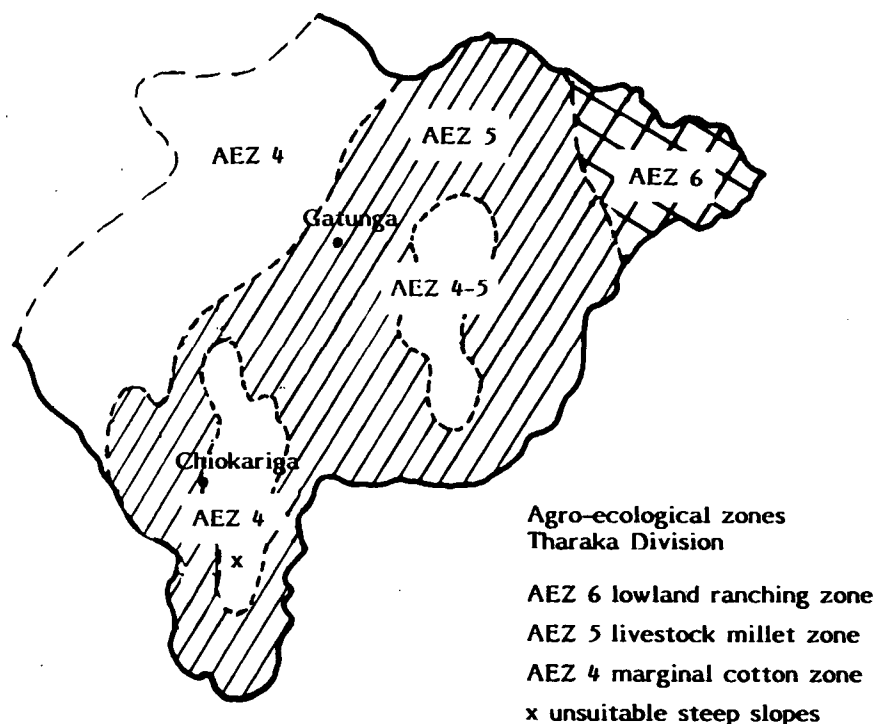 AEZ 4
AEZ 5
AEZ 6
Gatunga
AEZ 4-5
Chiokariga
AEZ 4
x
Agro-ecological zones
Tharaka Division
AEZ 6 lowland ranching zone
AEZ 5 livestock millet zone
AEZ 4 marginal cotton zone
x unsuitable steep slopes